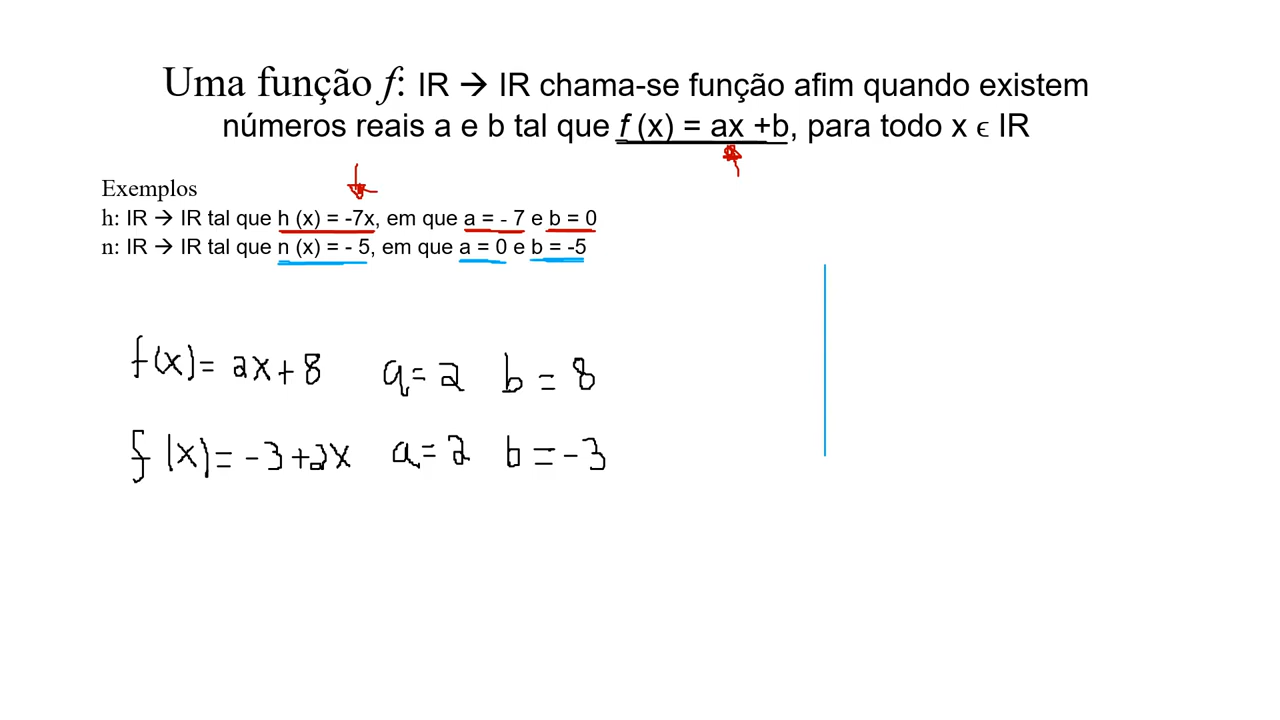 Uma função f: IR → IR chama-se função afim quando existem
números reais a e b tal que f (x) = ax +b, para todo x ϵ IR
Exemplos
h: IR → IR tal que h (x) = -7x, em que a = - 7 e b = 0
n: IR → IR tal que n (x) = - 5, em que a = 0 e b = -5
f(x) = 2x + 8 a = 2 b = 8
f(x) = -3 + 2x a = 2 b = -3